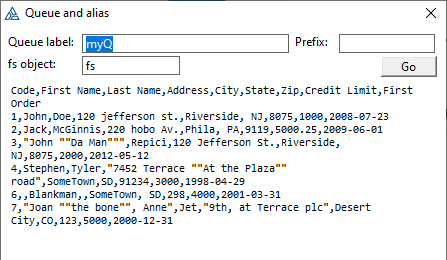 Queue and alias
Queue label: myQ Prefix:
fs object: fs Go
Code,First Name,Last Name,Address,City,State,Zip,Credit Limit,First
Order
1,John,Doe,120 jefferson st.,Riverside, NJ,8075,1000,2008-07-23
2,Jack,McGinnis,220 hobo Av.,Phila, PA,9119,5000.25,2009-06-01
3,"John ""Da Man""",Repici,120 Jefferson St.,Riverside,
NJ,8075,2000,2012-05-12
4,Stephen,Tyler,"7452 Terrace ""At the Plaza""
road",SomeTown,SD,91234,3000,1998-04-29
6,,Blankman,,SomeTown, SD,298,4000,2001-03-31
7,"Joan ""the bone"", Anne",Jet,"9th, at Terrace plc",Desert
City,CO,123,5000,2000-12-31